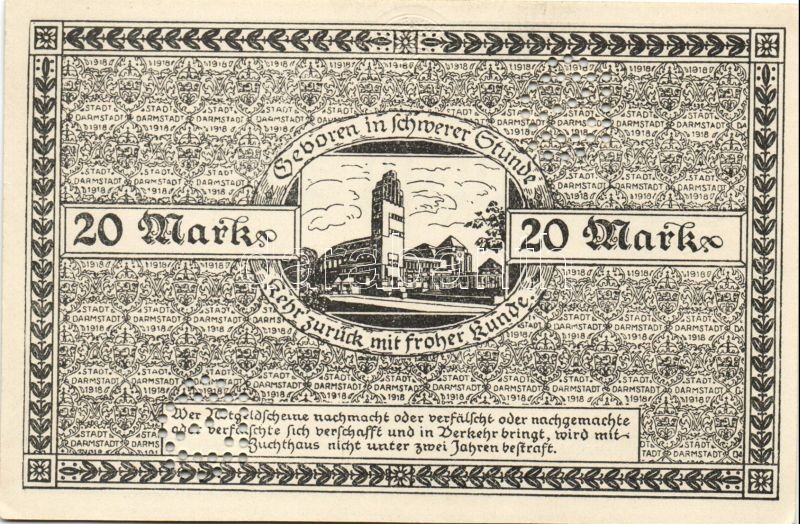 Geboren in schwerer Stunde
20 Mark
20 Mark
Kehr zurück mit froher Kunde.
Wer Notgeldscheine nachmacht oder verfälscht oder nachgemachte
oder verfälschte sich verschafft und in Verkehr bringt, wird mit
Zuchthaus nicht unter zwei Jahren bestraft.
1918
STADT
DARMSTADT